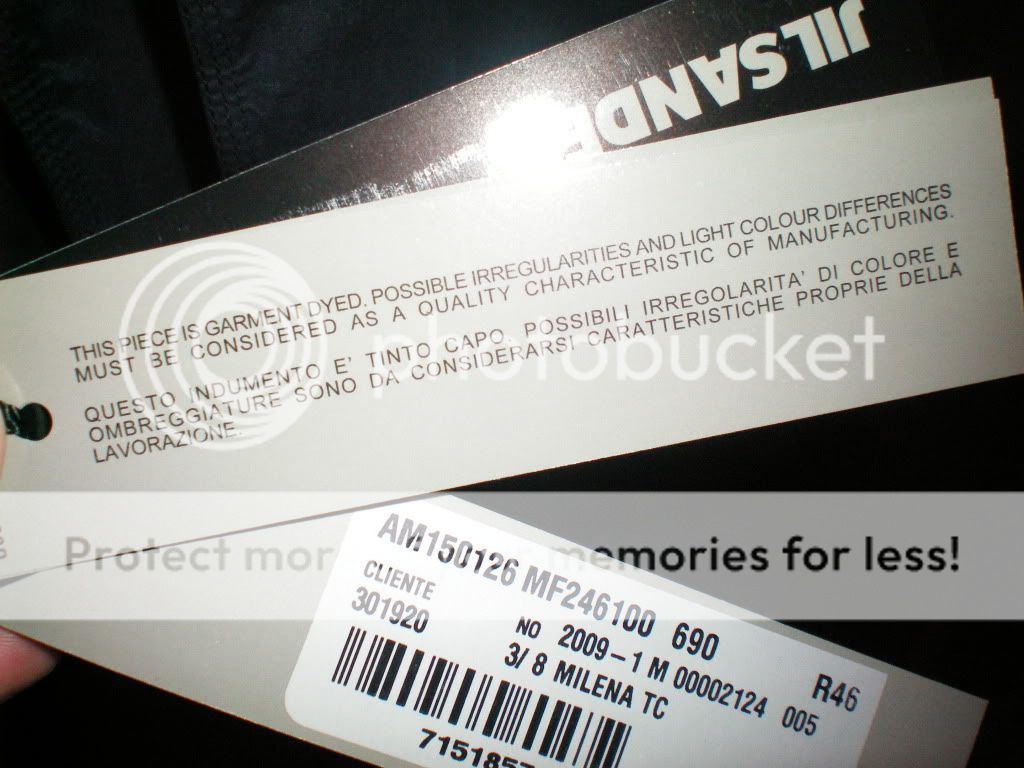 JIL SANDE
THIS PIECE IS GARMENT DYED. POSSIBLE IRREGULARITIES AND LIGHT COLOUR DIFFERENCES
MUST BE CONSIDERED AS A QUALITY CHARACTERISTIC OF MANUFACTURING.
QUESTO INDUMENTO E' TINTO CAPO. POSSIBILI IRREGOLARITA' DI COLORE E
OMBREGGIATURE SONO DA CONSIDERARSI CARATTERISTICHE PROPRIE DELLA
LAVORAZIONE.
photobucket
Protect more of your memories for less!
AM150126 MF246100 690
CLIENTE
301920
NO 2009-1 M 00002124 005
R46
3/ 8 MILENA TC